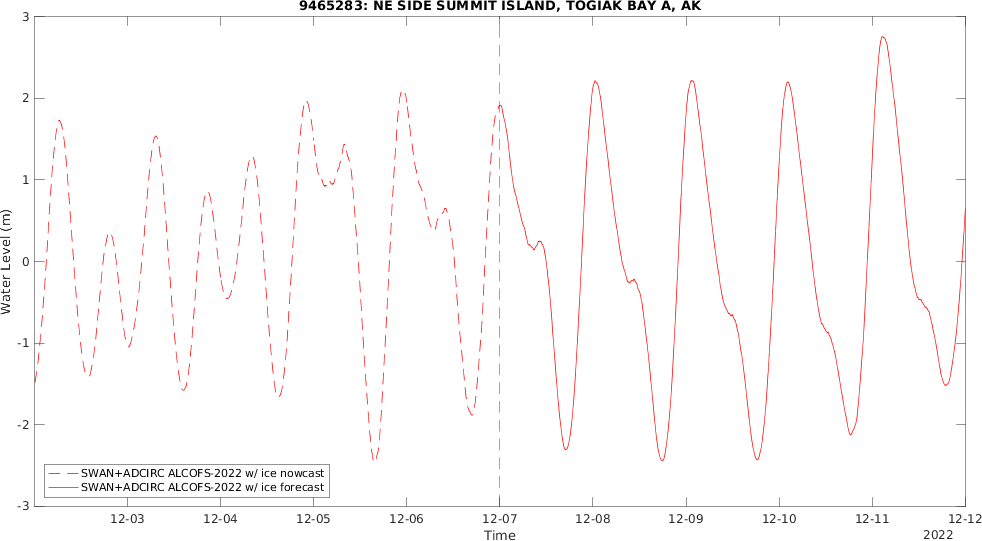 9465283: NE SIDE SUMMIT ISLAND, TOGIAK BAY A, AK
3
2
1
0
-1
-2
-3
Water Level (m)
SWAN+ADCIRC ALCOFS-2022 w/ ice nowcast
SWAN+ADCIRC ALCOFS-2022 w/ ice forecast
12-03 12-04 12-05 12-06 12-07 12-08 12-09 12-10 12-11 12-12
Time
2022